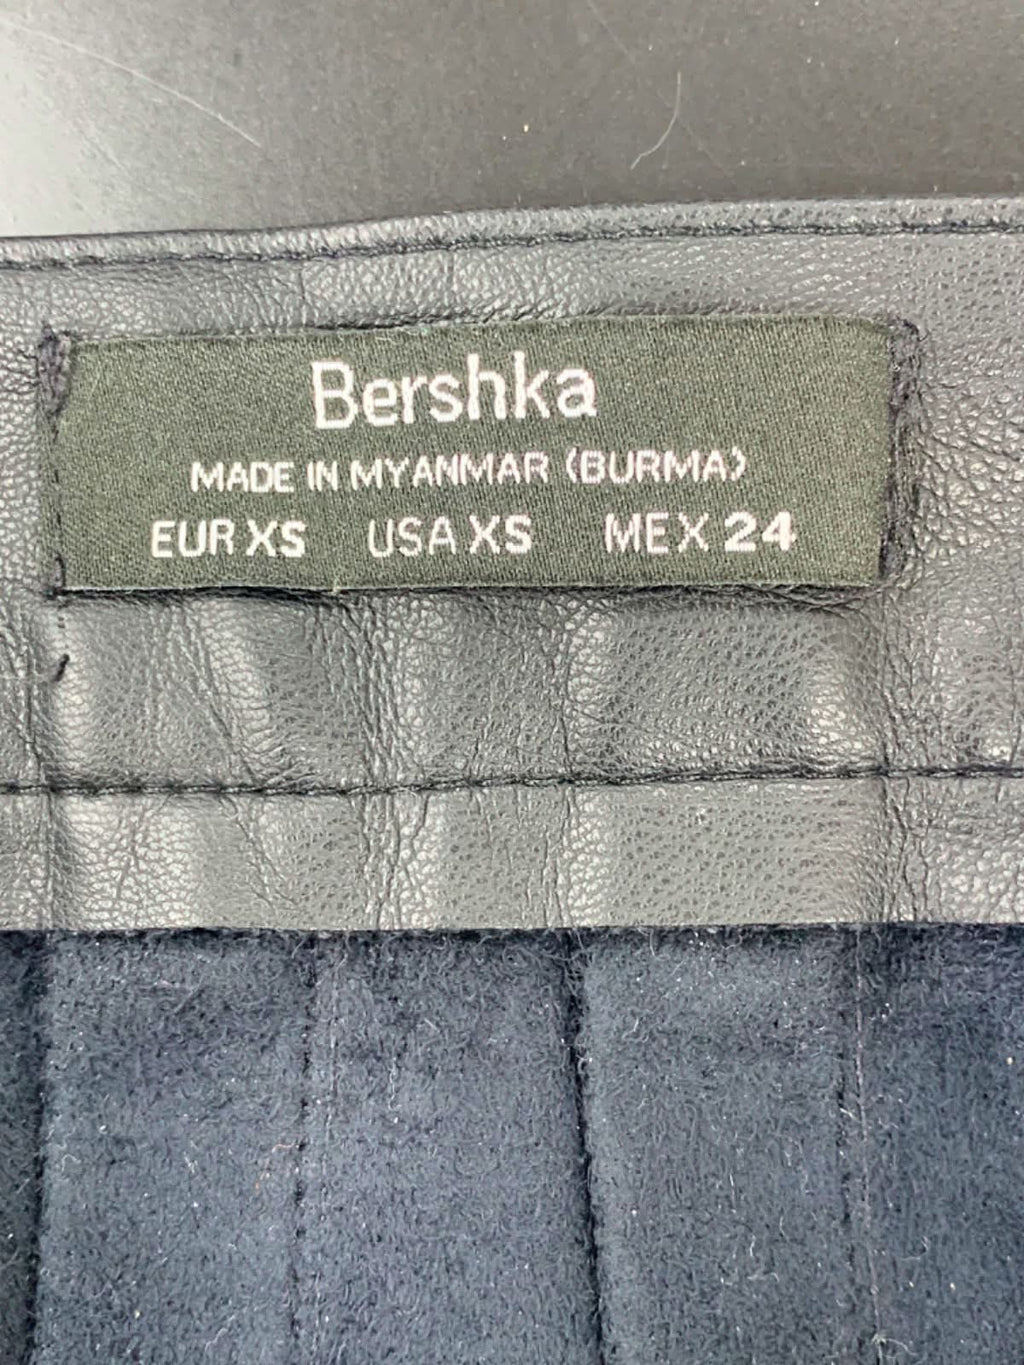 Bershka
MADE IN MYANMAR (BURMA)
EUR XS USA XS MEX 24